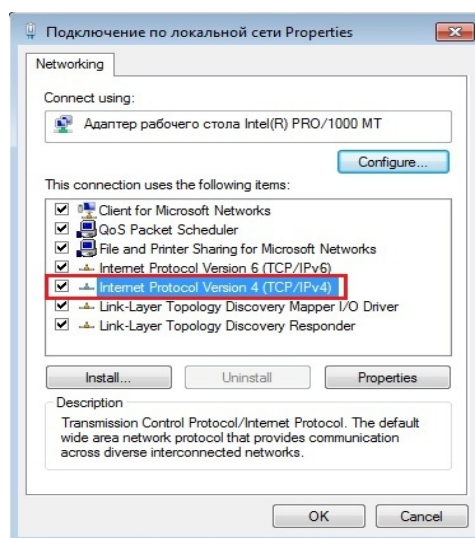 Подключение по локальной сети Properties
Networking
Connect using:
Адаптер рабочего стола Intel(R) PRO/1000 MT
Configure...
This connection uses the following items:
Client for Microsoft Networks
QoS Packet Scheduler
File and Printer Sharing for Microsoft Networks
Internet Protocol Version 6 (TCP/IPv6)
Internet Protocol Version 4 (TCP/IPv4)
Link-Layer Topology Discovery Mapper I/O Driver
Link-Layer Topology Discovery Responder
Install...
Uninstall
Properties
Description
Transmission Control Protocol/Internet Protocol. The default
wide area network protocol that provides communication
across diverse interconnected networks.
OK
Cancel